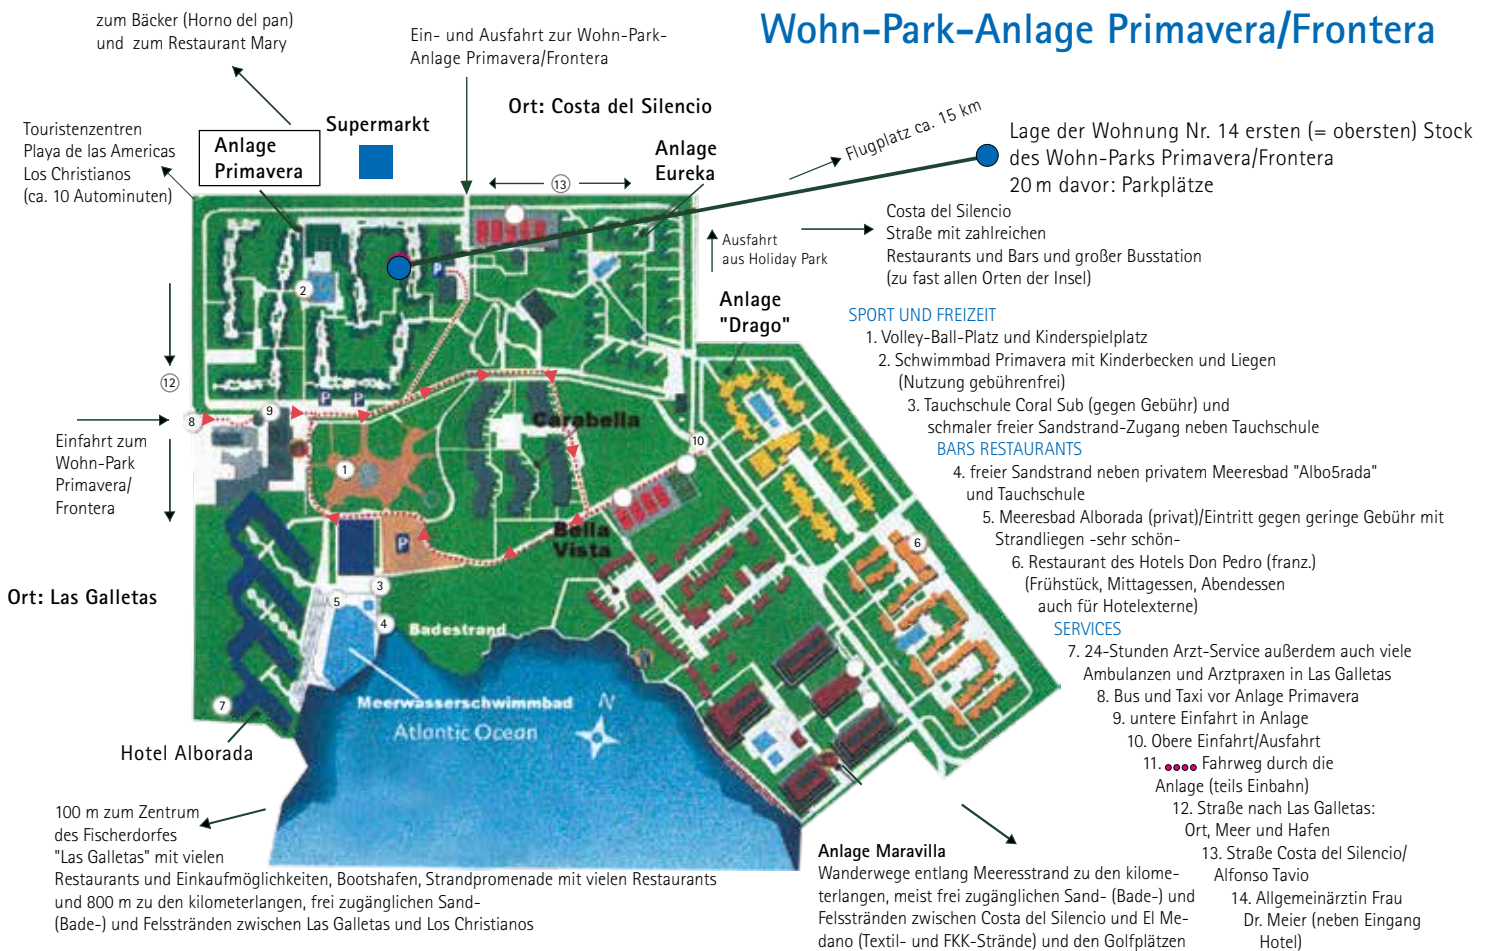 Wohn-Park-Anlage Primavera/Frontera
zum Bäcker (Horno del pan)
und zum Restaurant Mary
Ein- und Ausfahrt zur Wohn-Park-
Anlage Primavera/Frontera
Ort: Costa del Silencio
Touristenzentren
Playa de las Americas
Los Christianos
(ca. 10 Autominuten)
Anlage
Primavera
Supermarkt
Anlage
Eureka
Flugplatz ca. 15 km
Lage der Wohnung Nr. 14 ersten (= obersten) Stock
des Wohn-Parks Primavera/Frontera
20 m davor: Parkplätze
13
Costa del Silencio
Straße mit zahlreichen
Restaurants und Bars und großer Busstation
(zu fast allen Orten der Insel)
Ausfahrt
aus Holiday Park
P
2
Anlage
"Drago"
12
P P
8
9
10
1
Carabella
Bella
Vista
P
Einfahrt zum
Wohn-Park
Primavera/
Frontera
Ort: Las Galletas
3
5
4
6
7
Badestrand
Meerwasserschwimmbad
Atlantic Ocean
N
Hotel Alborada
SPORT UND FREIZEIT
1. Volley-Ball-Platz und Kinderspielplatz
2. Schwimmbad Primavera mit Kinderbecken und Liegen
(Nutzung gebührenfrei)
3. Tauchschule Coral Sub (gegen Gebühr) und
schmaler freier Sandstrand-Zugang neben Tauchschule
BARS RESTAURANTS
4. freier Sandstrand neben privatem Meeresbad "Albo5rada"
und Tauchschule
5. Meeresbad Alborada (privat)/Eintritt gegen geringe Gebühr mit
Strandliegen -sehr schön-
6. Restaurant des Hotels Don Pedro (franz.)
(Frühstück, Mittagessen, Abendessen
auch für Hotelexterne)
SERVICES
7. 24-Stunden Arzt-Service außerdem auch viele
Ambulanzen und Arztpraxen in Las Galletas
8. Bus und Taxi vor Anlage Primavera
9. untere Einfahrt in Anlage
10. Obere Einfahrt/Ausfahrt
11. Fahrweg durch die
Anlage (teils Einbahn)
12. Straße nach Las Galletas:
Ort, Meer und Hafen
13. Straße Costa del Silencio/
Alfonso Tavio
14. Allgemeinärztin Frau
Dr. Meier (neben Eingang
Hotel)
100 m zum Zentrum
des Fischerdorfes
"Las Galletas" mit vielen
Restaurants und Einkaufmöglichkeiten, Bootshafen, Strandpromenade mit vielen Restaurants
und 800 m zu den kilometerlangen, frei zugänglichen Sand-
(Bade-) und Felsstränden zwischen Las Galletas und Los Christianos
Anlage Maravilla
Wanderwege entlang Meeresstrand zu den kilome-
terlangen, meist frei zugänglichen Sand- (Bade-) und
Felsstränden zwischen Costa del Silencio und El Me-
dano (Textil- und FKK-Strände) und den Golfplätzen